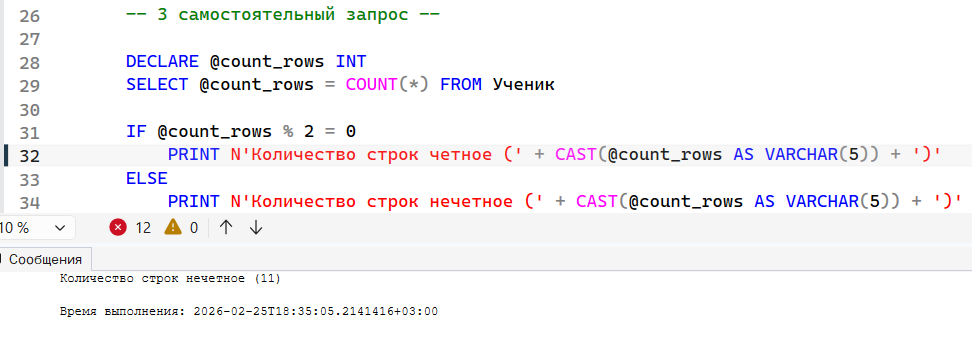 26 -- 3 самостоятельный запрос --
27
28 DECLARE @count_rows INT
29 SELECT @count_rows = COUNT(*) FROM Ученик
30
31 IF @count_rows % 2 = 0
32 PRINT N'Количество строк четное (' + CAST(@count_rows AS VARCHAR(5)) + ')'
33 ELSE
34 PRINT N'Количество строк нечетное (' + CAST(@count_rows AS VARCHAR(5)) + ')'
10 % 12 0
Сообщения
Количество строк нечетное (11)
Время выполнения: 2026-02-25T18:35:05.2141416+03:00